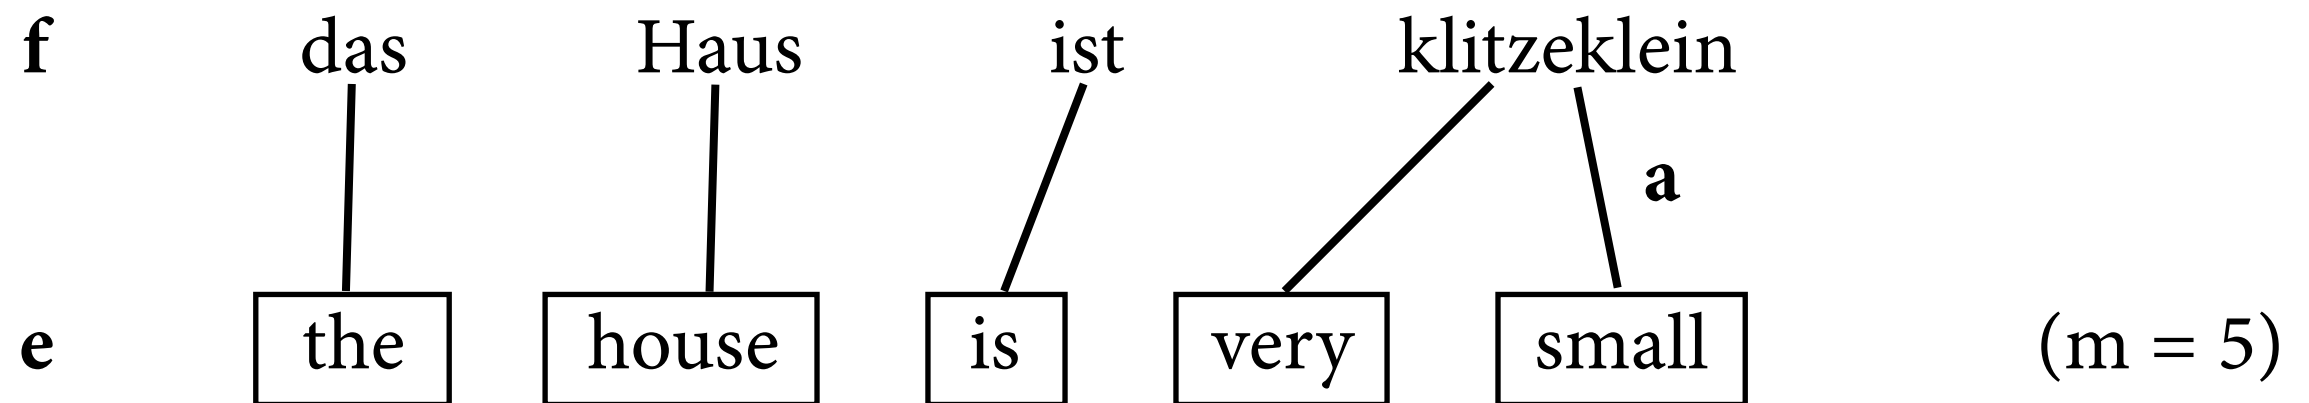 f das Haus ist klitzeklein
a
e the house is very small (m = 5)